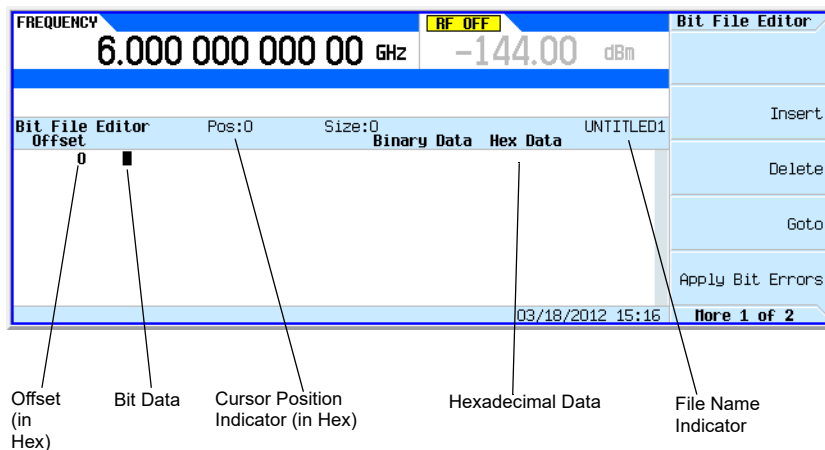 FREQUENCY
6.000 000 000 00 GHz
RF OFF
-144.00 dBm
Bit File Editor
Insert
Delete
Goto
Apply Bit Errors
More 1 of 2
Bit File Editor Pos:0 Size:0 UNTITLED1
Offset Binary Data Hex Data
0
03/18/2012 15:16
Offset
(in
Hex)
Bit Data
Cursor Position
Indicator (in Hex)
Hexadecimal Data
File Name
Indicator